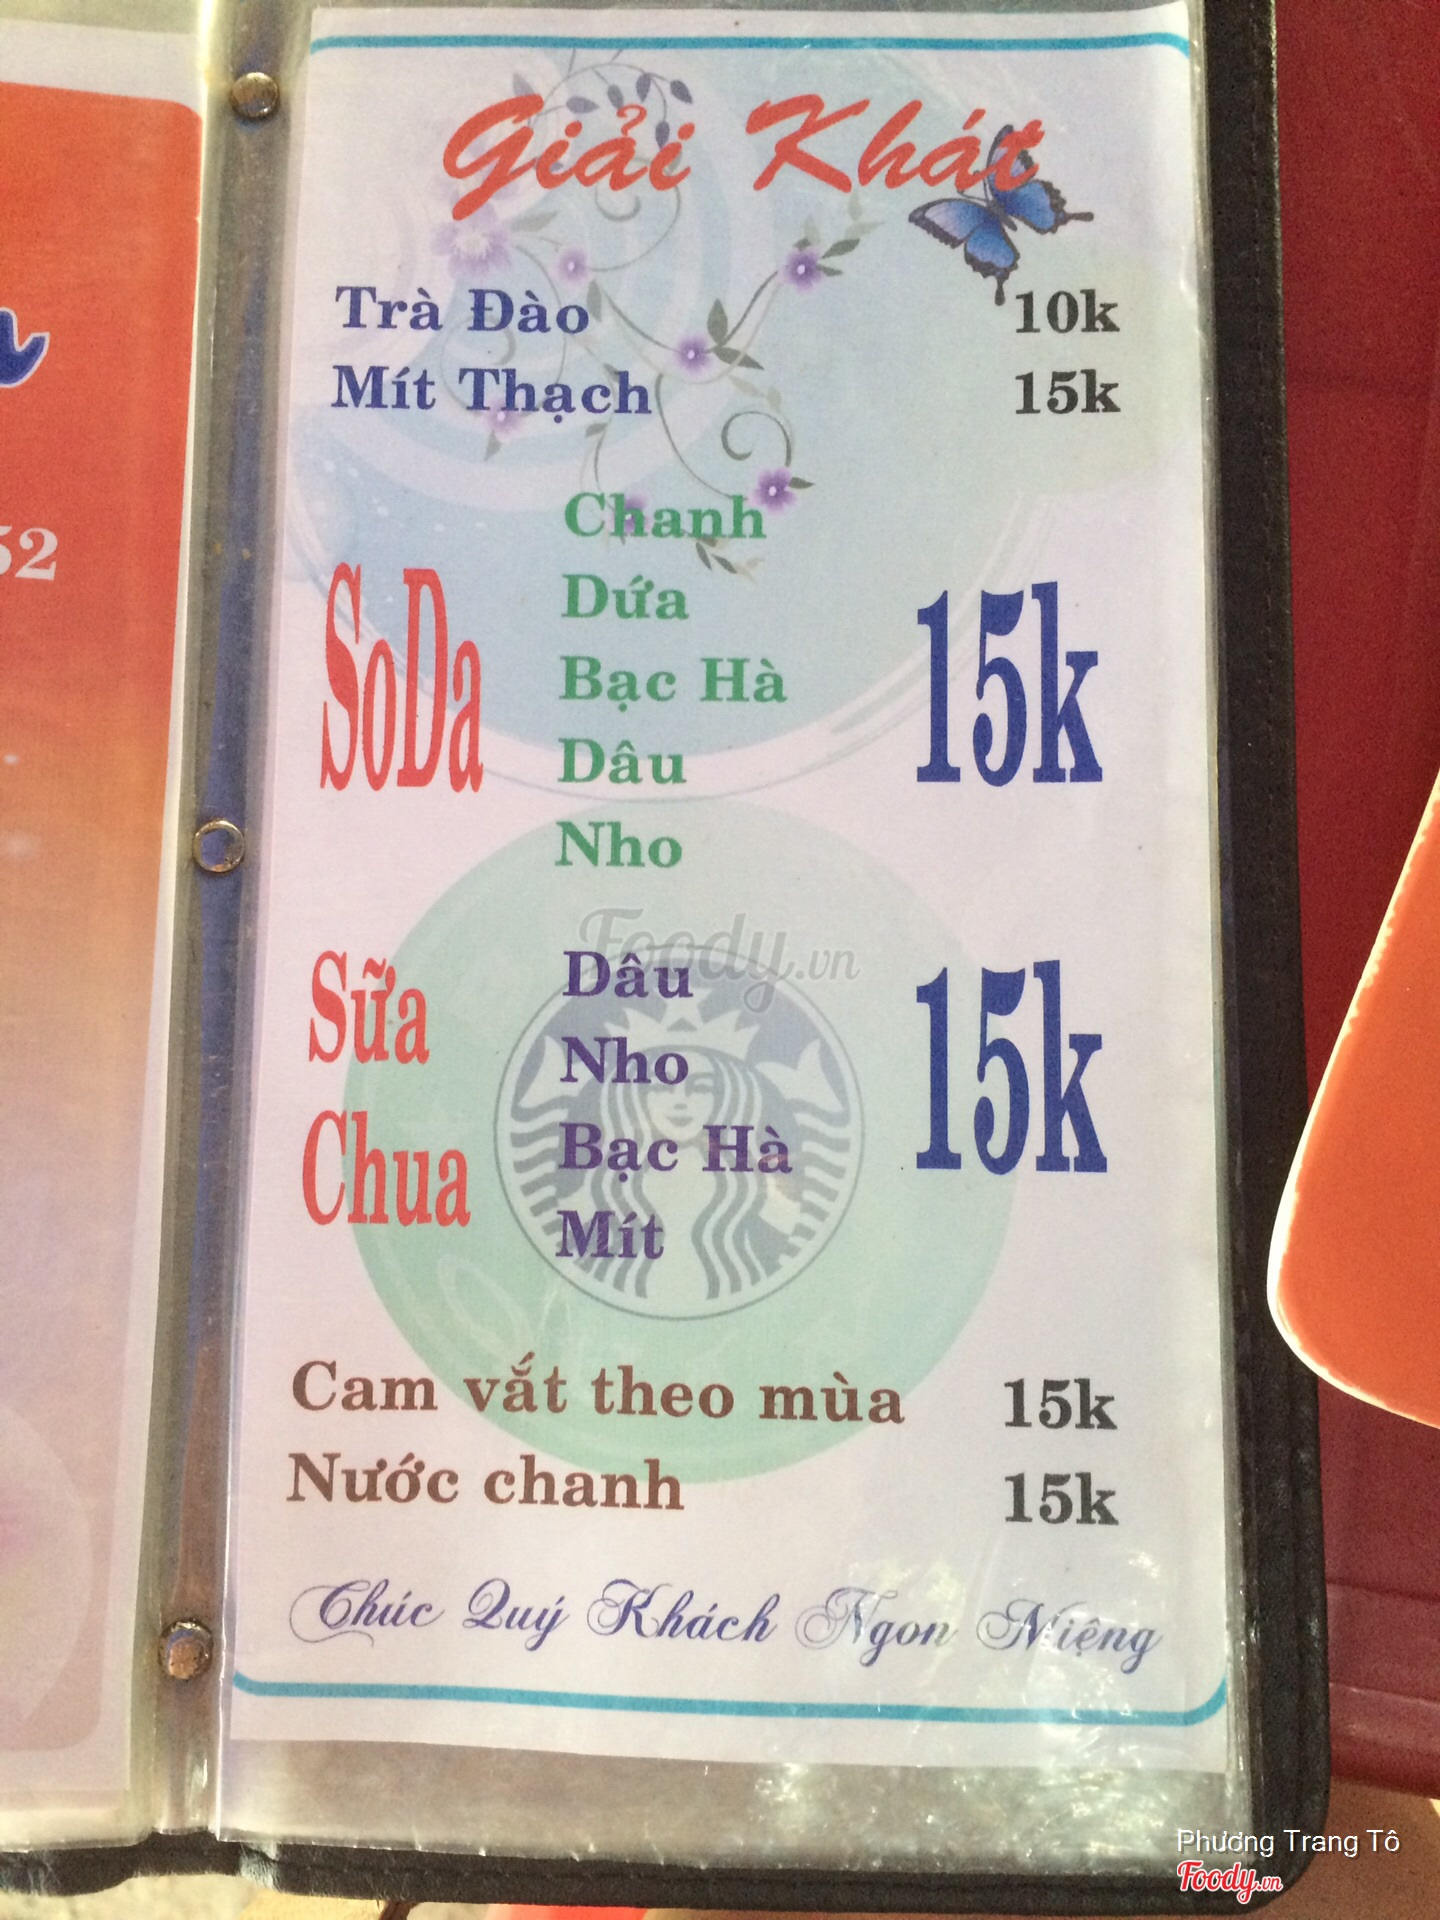 Giải Khát
Trà Đào 10k
Mít Thạch 15k
SoDa
Chanh
Dứa
Bạc Hà
Dâu
Nho
15k
Sữa
Chua
Dâu
Nho
Bạc Hà
Mít
15k
Foody.vn
Cam vắt theo mùa 15k
Nước chanh 15k
Chúc Quý Khách Ngon Miệng
52
Phương Trang Tô
Foody.vn